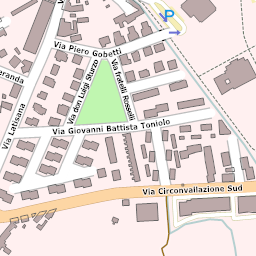 P
Via Piero Gobetti
Via don Luigi Sturzo
Via fratelli Rosselli
eranda
Via Latisana
Via Giovanni Battista Toniolo
Via Circonvallazione Sud